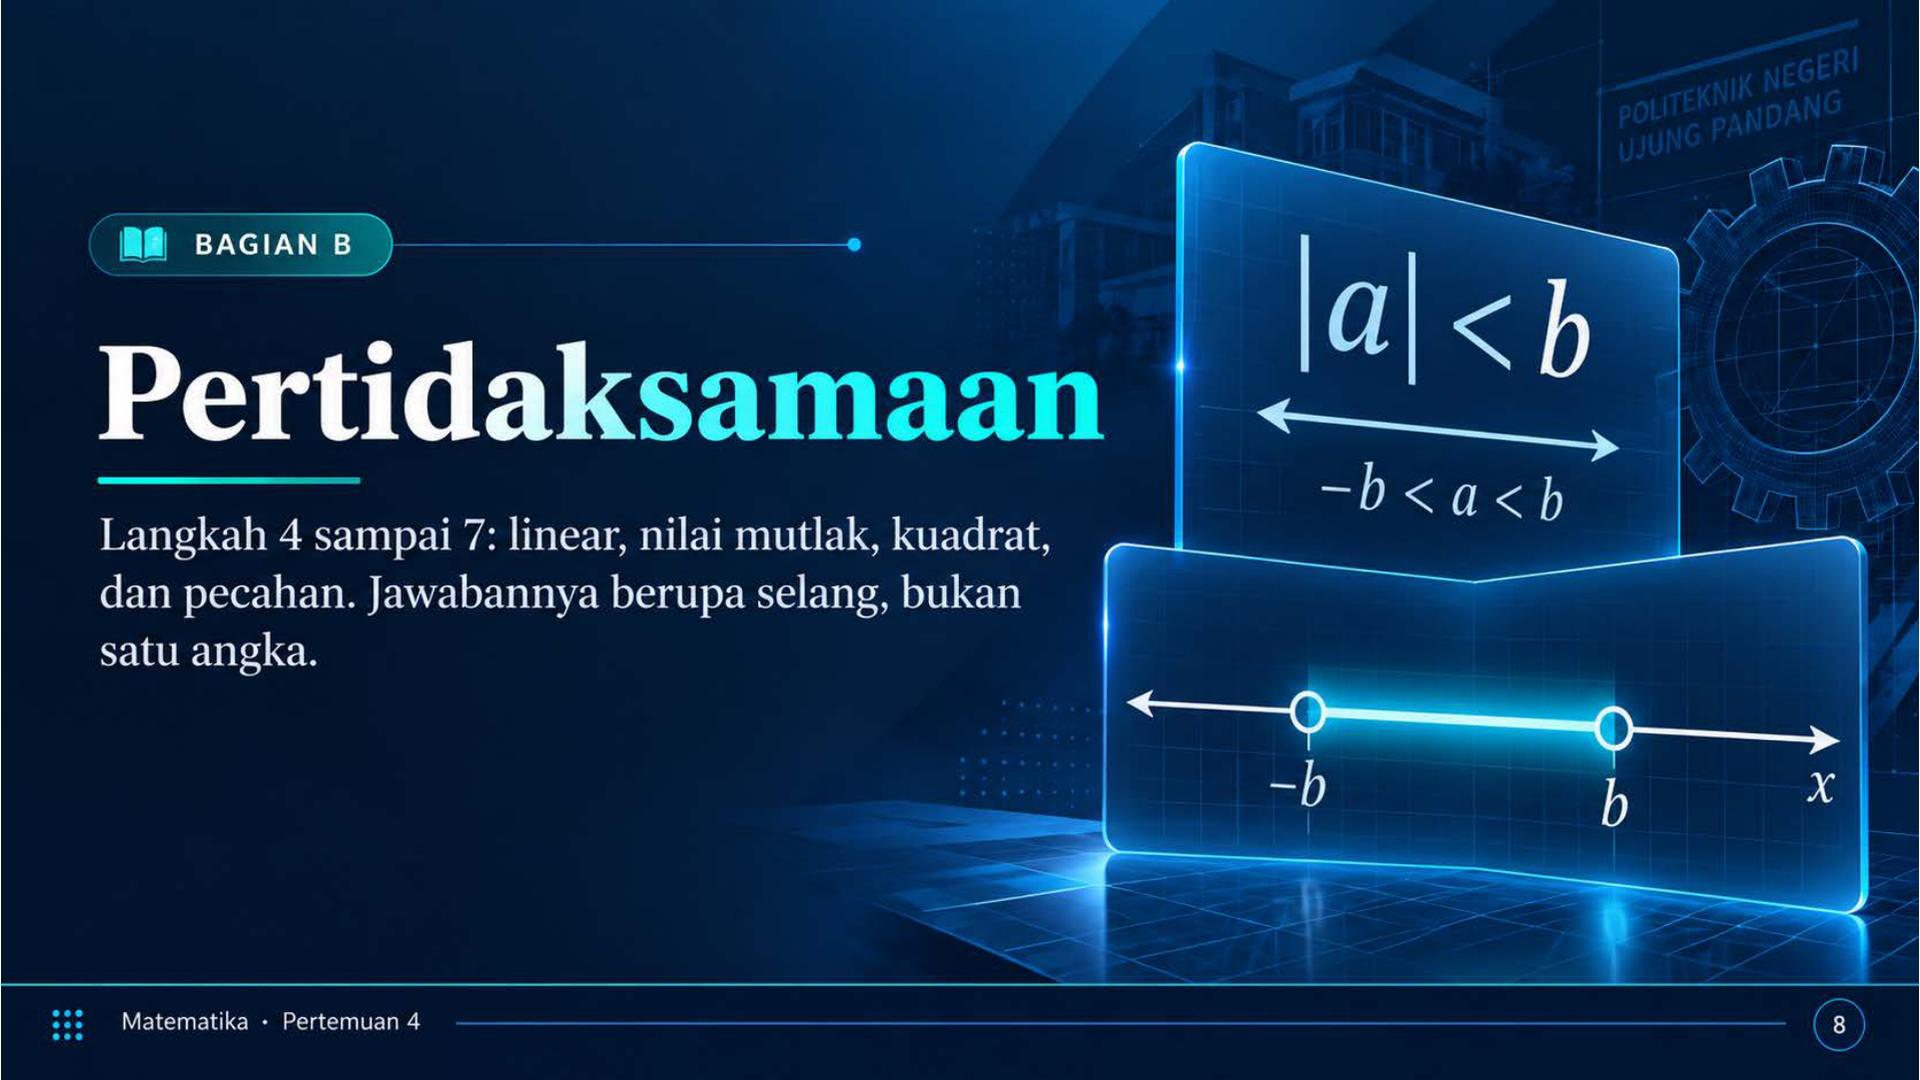 POLITEKNIK NEGERI
UJUNG PANDANG
BAGIAN B
Pertidaksamaan
Langkah 4 sampai 7: linear, nilai mutlak, kuadrat,
dan pecahan. Jawabannya berupa selang, bukan
satu angka.
|a| < b
−b < a < b
−b
b
x
Matematika • Pertemuan 4
8